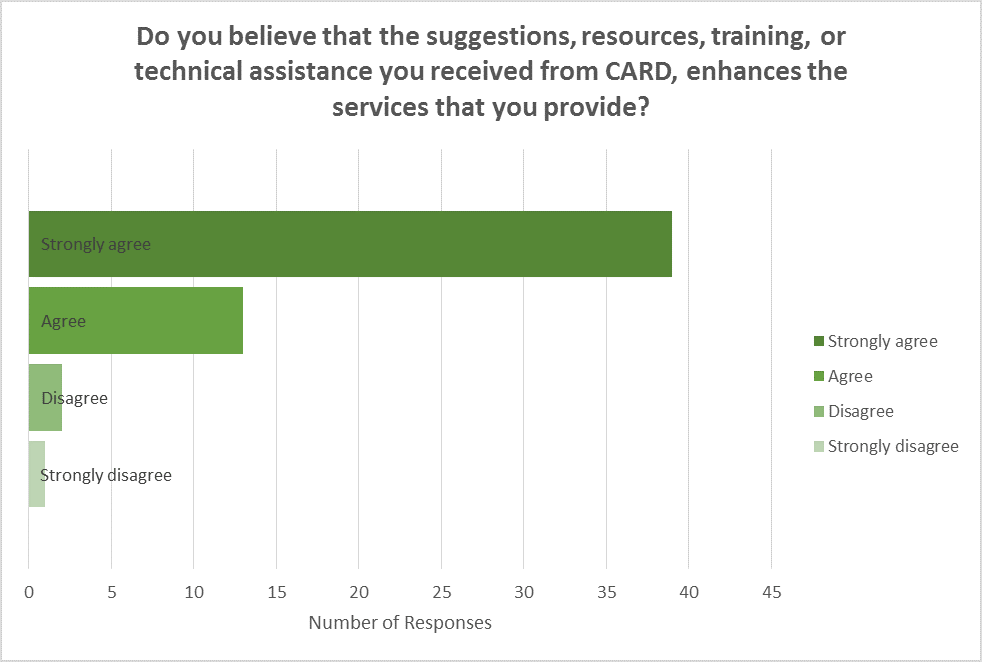 Do you believe that the suggestions, resources, training, or
technical assistance you received from CARD, enhances the
services that you provide?
Strongly agree
Agree
Disagree
Strongly disagree
Strongly agree
Agree
Disagree
Strongly disagree
0 5 10 15 20 25 30 35 40 45
Number of Responses